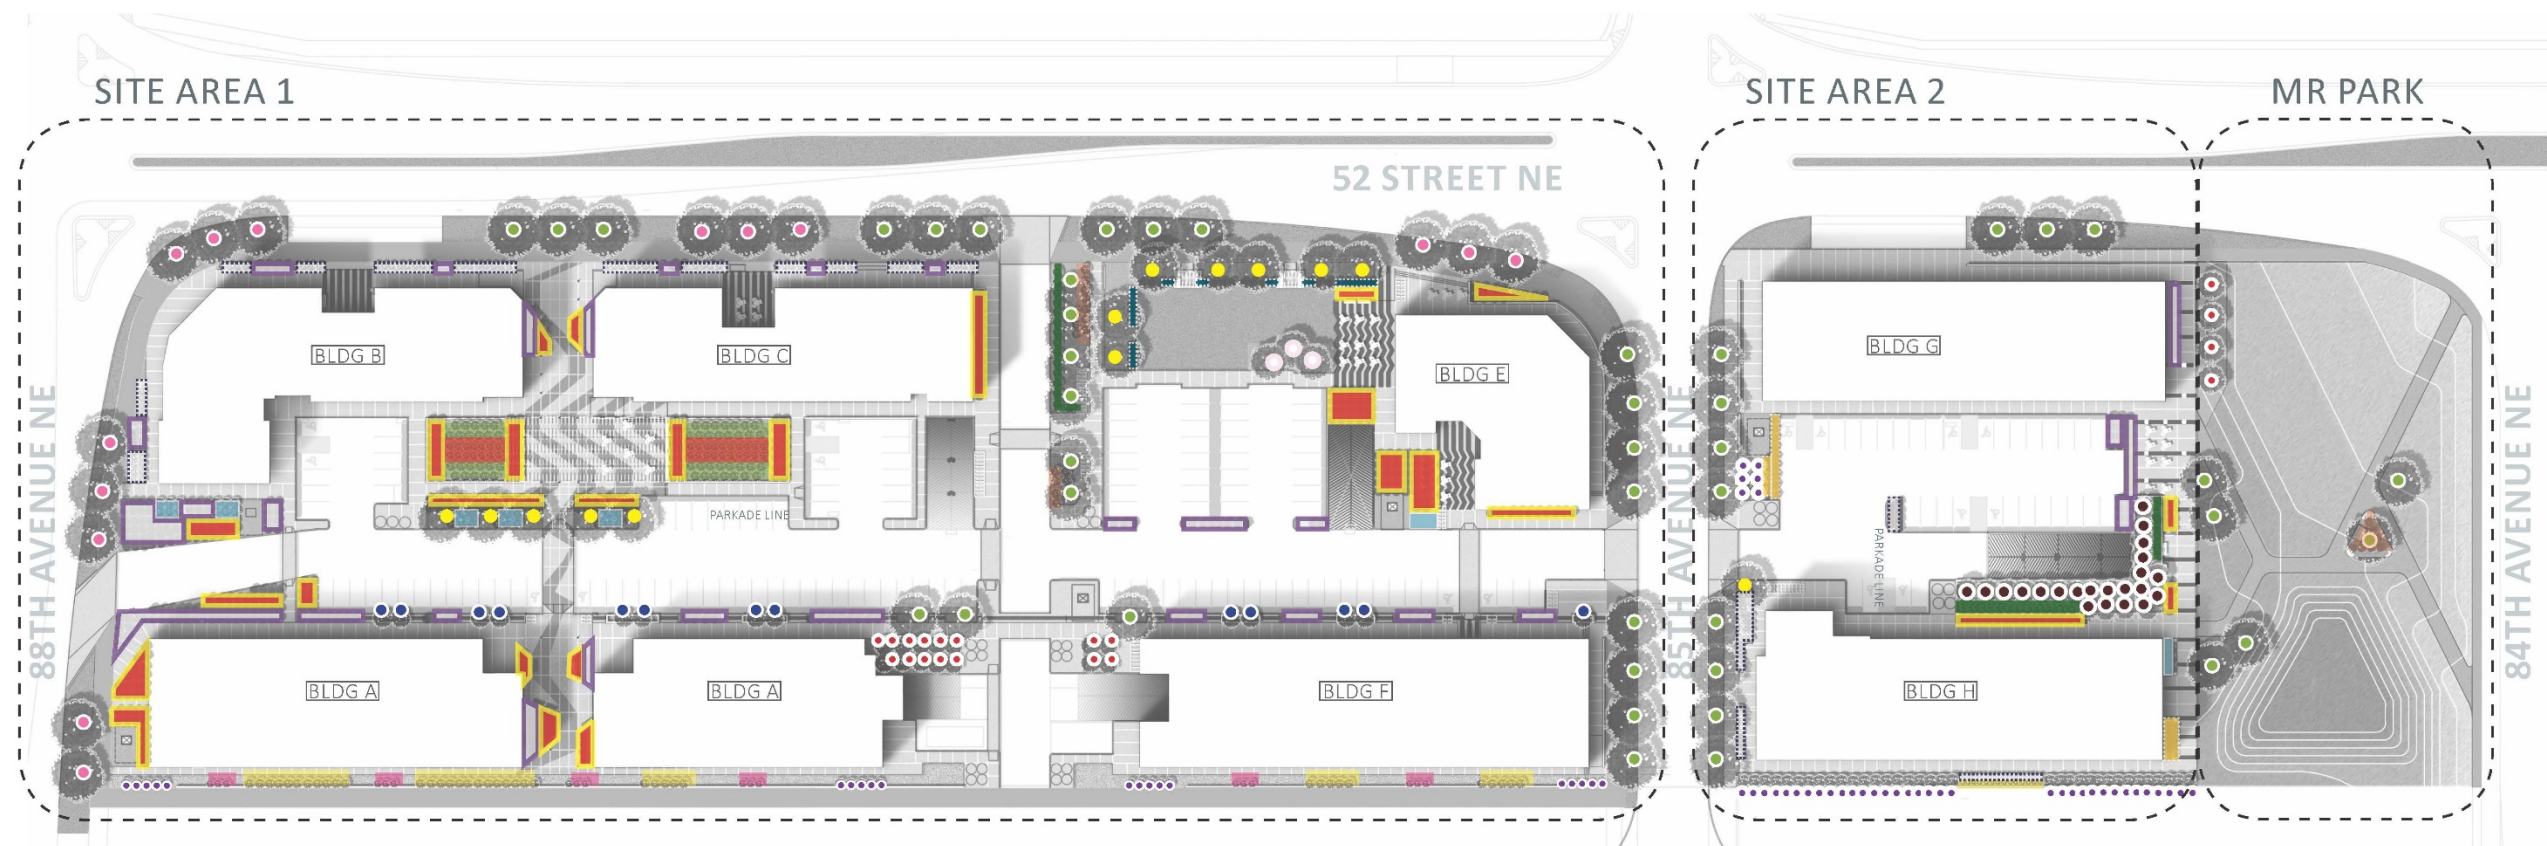 SITE AREA 1
SITE AREA 2
MR PARK
52 STREET NE
BLDG B
BLDG C
BLDG E
BLDG G
88TH AVENUE NE
85TH AVENUE NE
84TH AVENUE NE
PARKADE LINE
PARKADE LINE
BLDG A
BLDG A
BLDG F
BLDG H